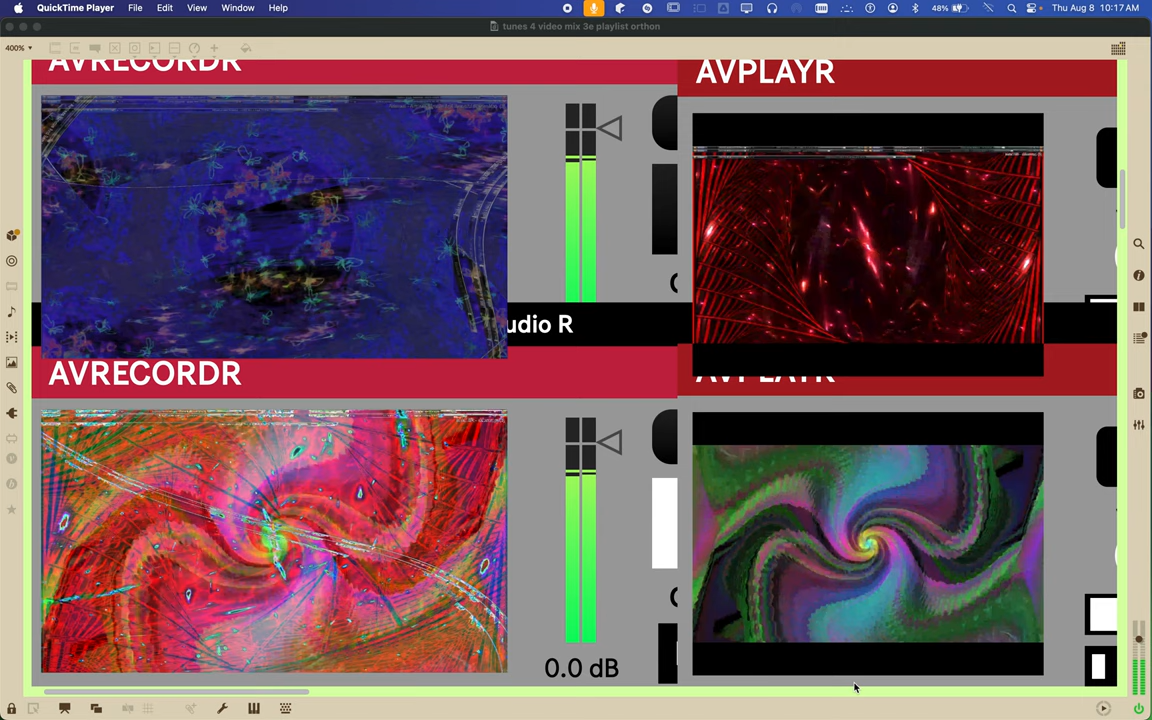 QuickTime Player File Edit View Window Help 48% Thu Aug 8 10:17 AM
tunes 4 video mix 3e playlist orthon
400%
AVRECORDR
AVPLAYR
udio R
AVRECORDR
AVPLAYR
0.0 dB